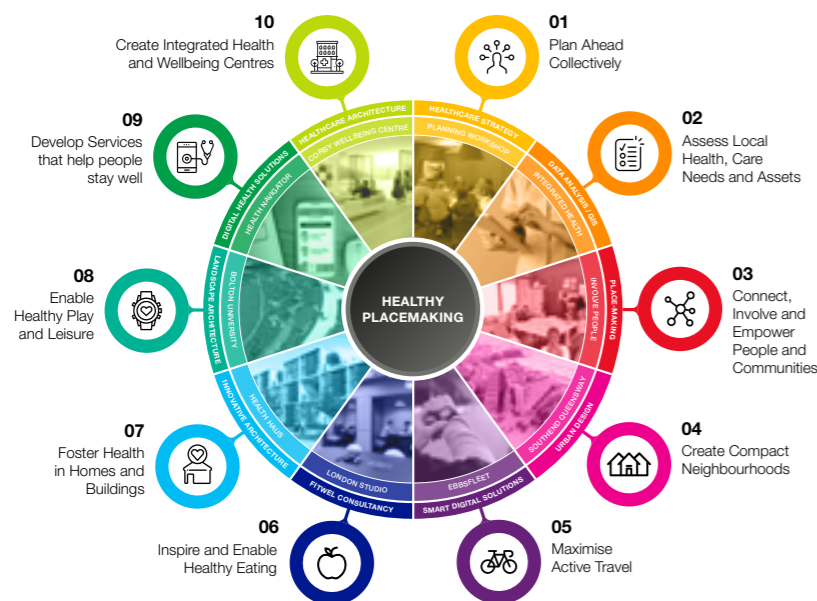 HEALTHY
PLACEMAKING
01
Plan Ahead
Collectively
HEALTHCARE STRATEGY
PLANNING WORKSHOP
02
Assess Local
Health, Care
Needs and Assets
DATA ANALYSIS / GIS
INTEGRATED HEALTH
03
Connect,
Involve and
Empower
People and
Communities
PLACE-MAKING
INVOLVE PEOPLE
04
Create Compact
Neighbourhoods
URBAN DESIGN
SOUTHEND QUEENSWAY
05
Maximise
Active Travel
SMART DIGITAL SOLUTIONS
EBBSFLEET
06
Inspire and Enable
Healthy Eating
FITWEL CONSULTANCY
LONDON STUDIO
07
Foster Health
in Homes and
Buildings
INNOVATIVE ARCHITECTURE
HEALTH HAUS
08
Enable
Healthy Play
and Leisure
LANDSCAPE ARCHITECTURE
BOLTON UNIVERSITY
09
Develop Services
that help people
stay well
DIGITAL HEALTH SOLUTIONS
HEALTH NAVIGATOR
10
Create Integrated Health
and Wellbeing Centres
HEALTHCARE ARCHITECTURE
CORBY WELLBEING CENTRE